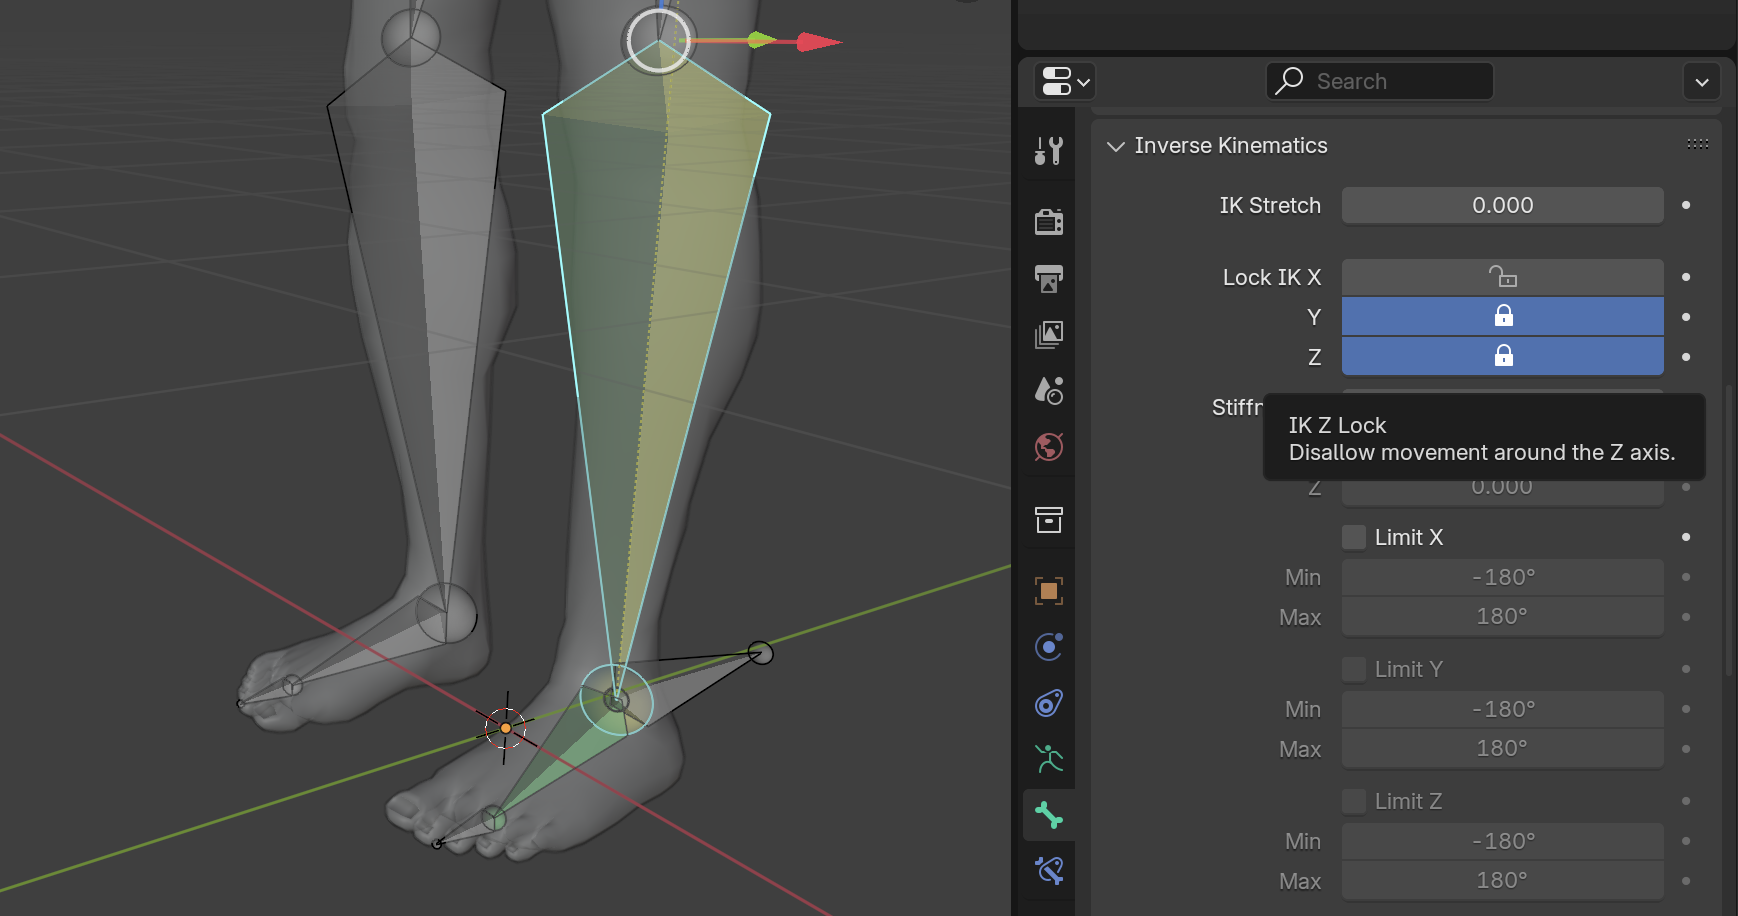 Search
Inverse Kinematics
IK Stretch 0.000
Lock IK X
Y
Z
Stiffn
IK Z Lock
Disallow movement around the Z axis.
Z 0.000
Limit X
Min -180°
Max 180°
Limit Y
Min -180°
Max 180°
Limit Z
Min -180°
Max 180°